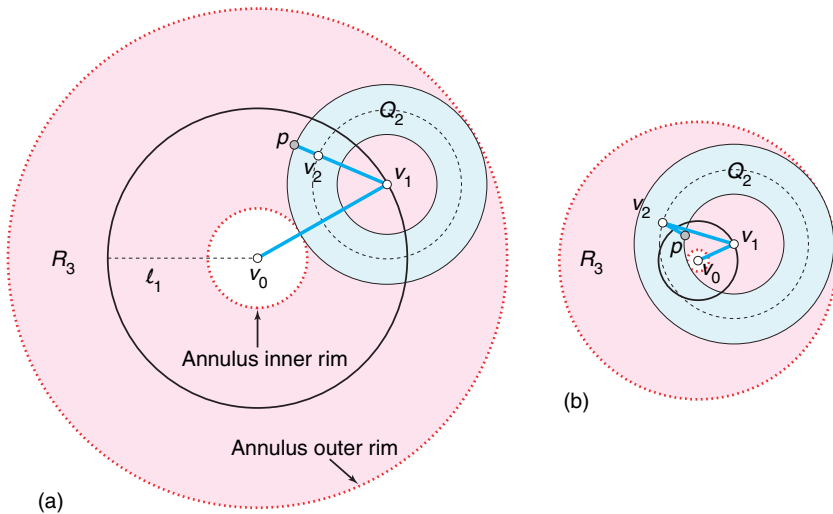 Q₂
p
v₂
v₁
R₃
ℓ₁
v₀
Annulus inner rim
Annulus outer rim
(a)
Q₂
v₂
p
v₁
v₀
R₃
(b)